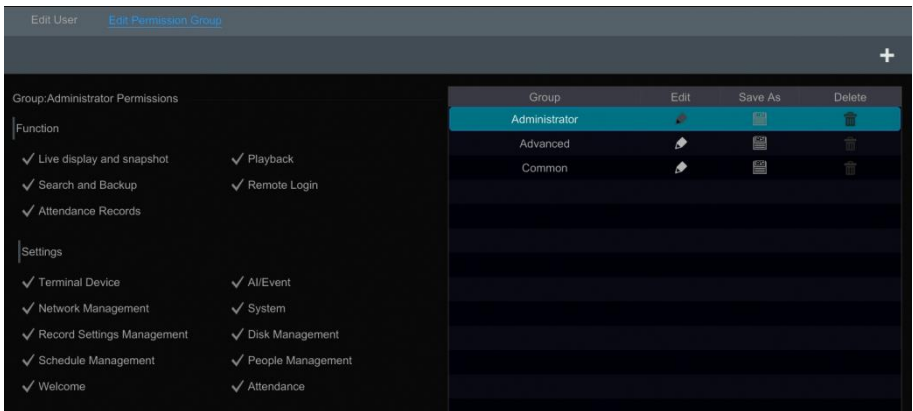 Edit User Edit Permission Group
+
Group:Administrator Permissions
Function
Live display and snapshot Playback
Search and Backup Remote Login
Attendance Records
Settings
Terminal Device AI/Event
Network Management System
Record Settings Management Disk Management
Schedule Management People Management
Welcome Attendance
Group Edit Save As Delete
Administrator
Advanced
Common